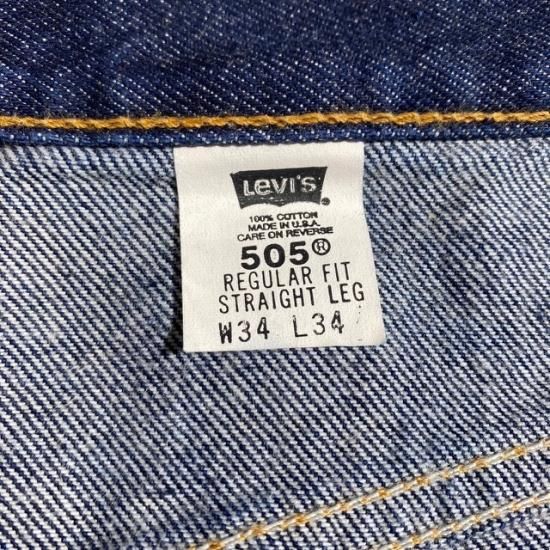 LEVI'S®
100% COTTON
MADE IN U.S.A.
CARE ON REVERSE
505®
REGULAR FIT
STRAIGHT LEG
W34 L34